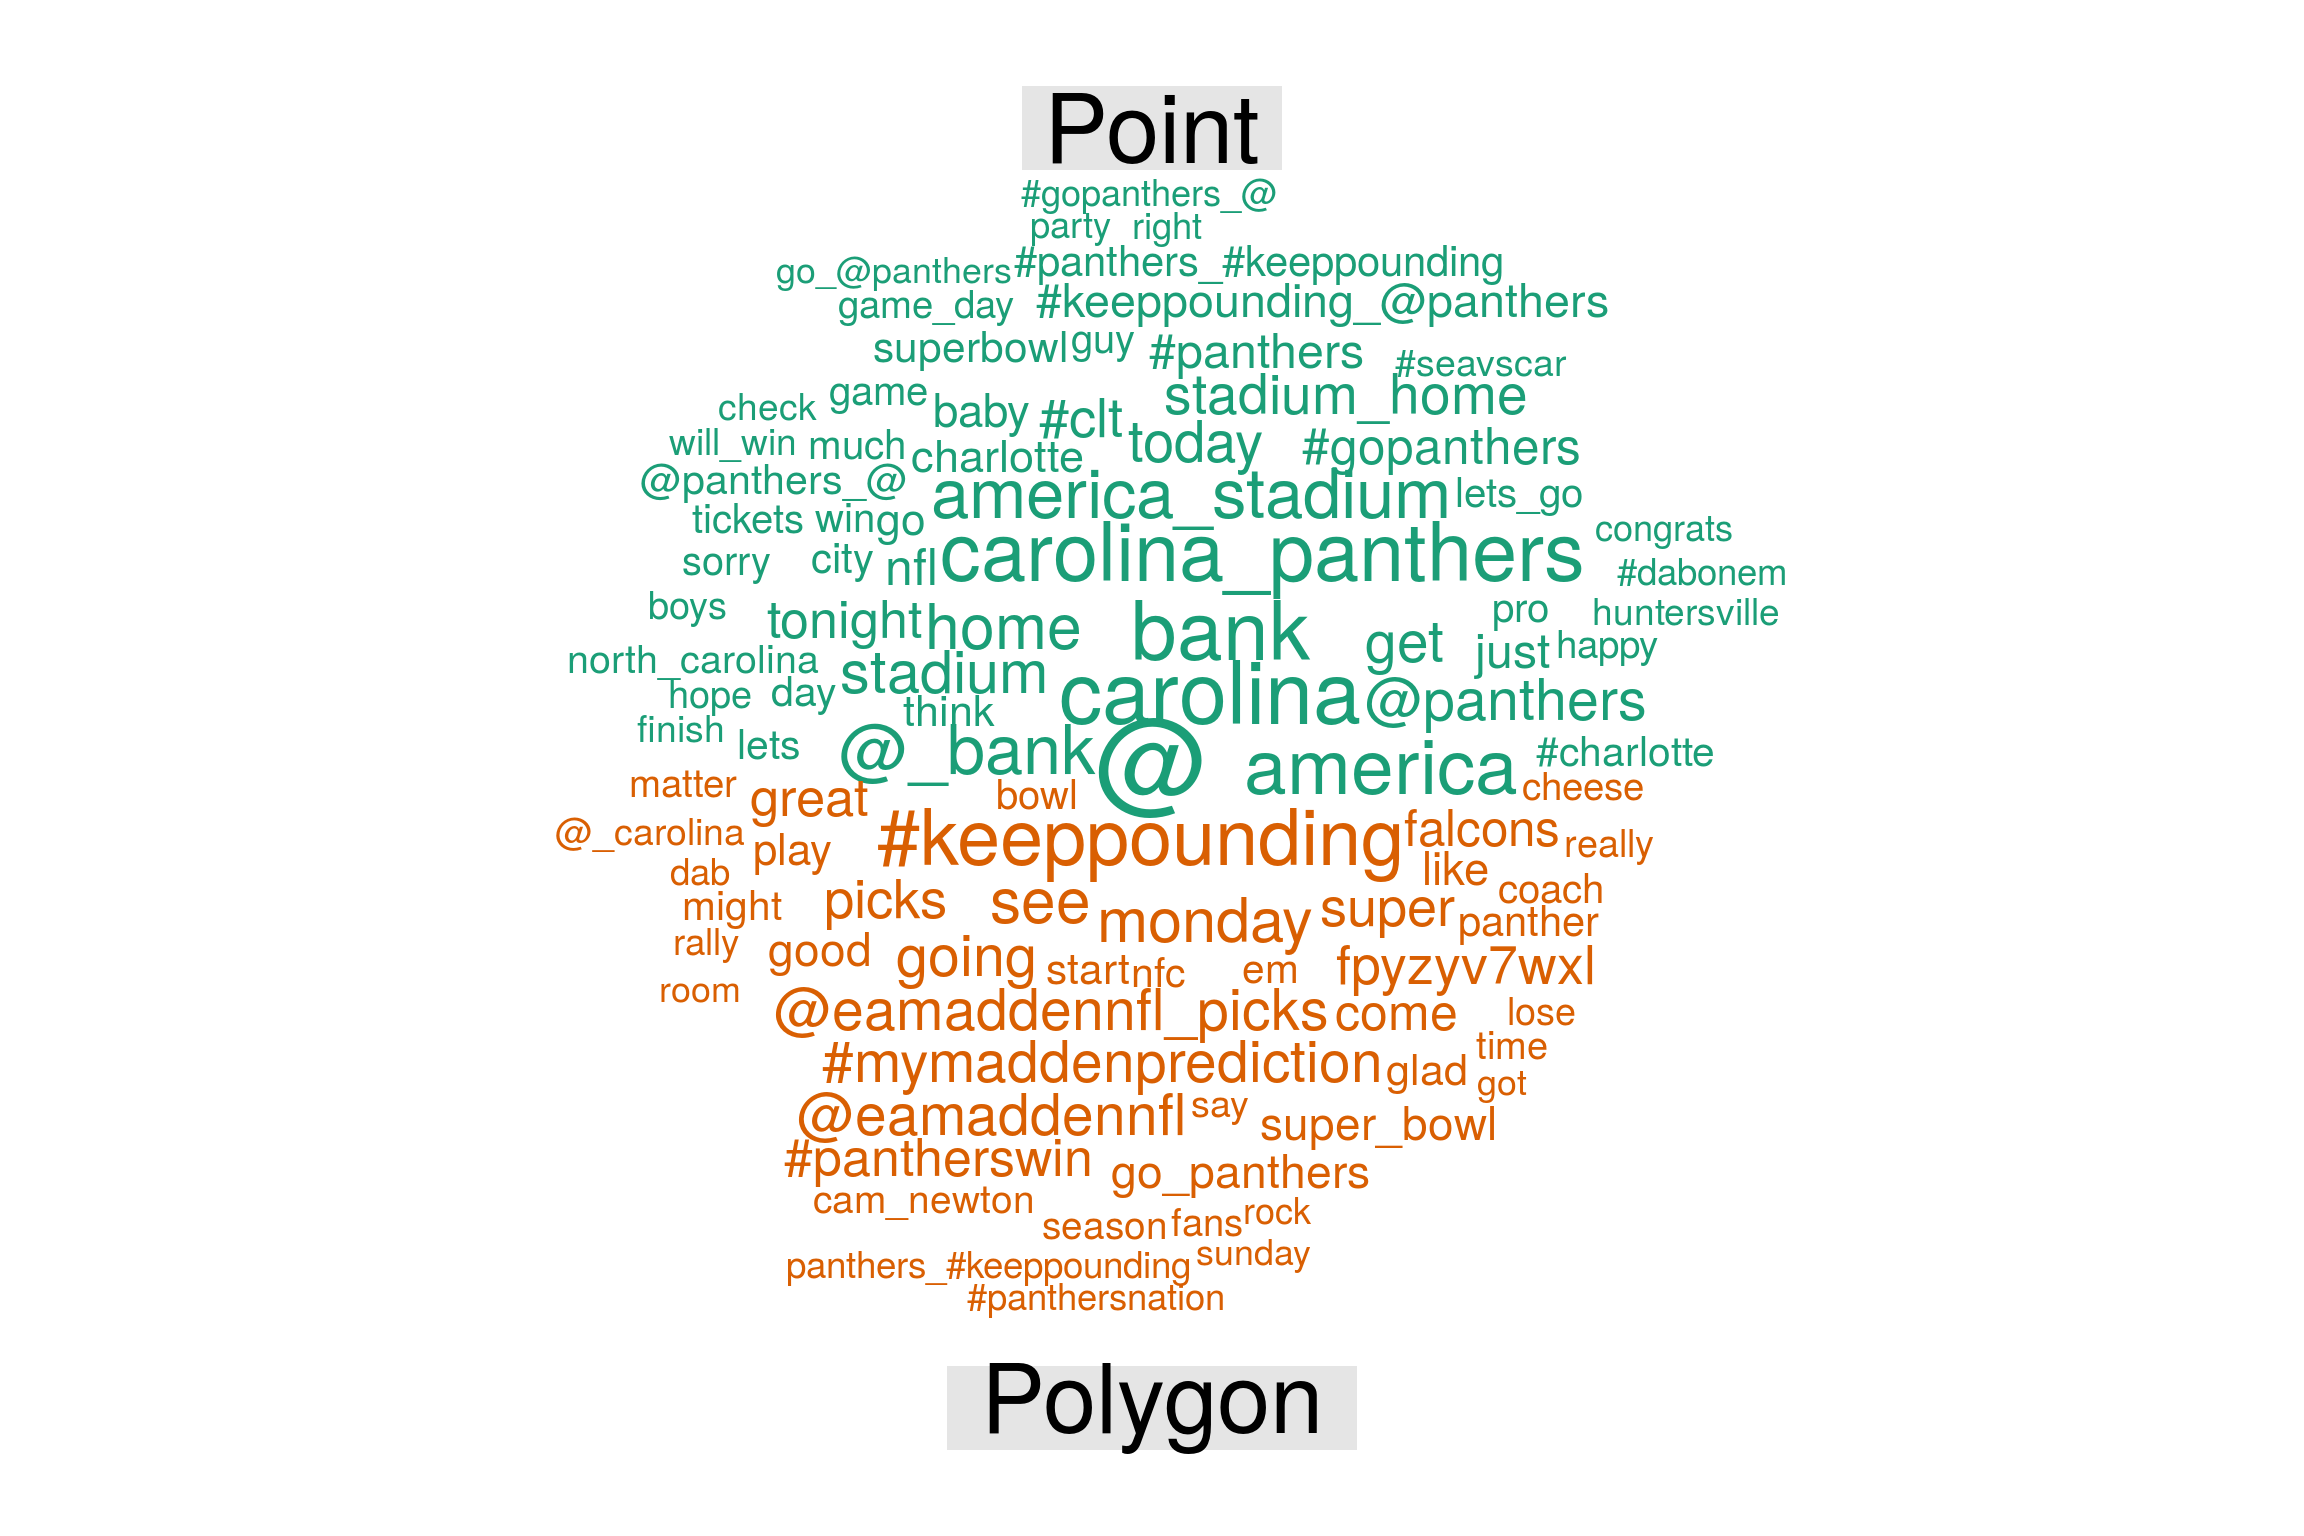 Point
#gopanthers_@
party right
go_@panthers #panthers_#keeppounding
game_day #keeppounding_@panthers
superbowl guy #panthers #seavscar
check game baby #clt stadium_home
will_win much charlotte today #gopanthers
@panthers_@ america_stadium lets_go
tickets win go carolina_panthers congrats
sorry city nfl #dabonem
boys tonight home bank get pro huntersville
north_carolina stadium just happy
hope day think carolina @panthers
finish lets @_bank @ america #charlotte
matter great bowl cheese
@_carolina play #keeppounding falcons really
dab like coach
might picks see monday super panther
rally good going start nfc em fpyzyv7wxl
room @eamaddennfl_picks come lose
#mymaddenprediction glad time
got
@eamaddennfl say super_bowl
#pantherswin go_panthers
cam_newton season fans rock
panthers_#keeppounding sunday
#panthersnation
Polygon